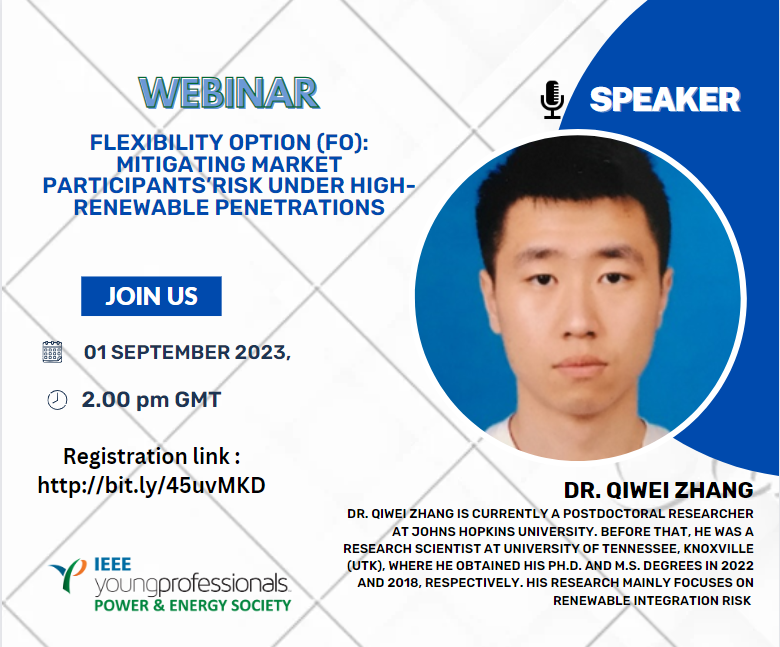 WEBINAR
FLEXIBILITY OPTION (FO):
MITIGATING MARKET
PARTICIPANTS'RISK UNDER HIGH-
RENEWABLE PENETRATIONS
JOIN US
01 SEPTEMBER 2023,
2.00 pm GMT
Registration link :
http://bit.ly/45uvMKD
IEEE
youngprofessionals
POWER & ENERGY SOCIETY
SPEAKER
DR. QIWEI ZHANG
DR. QIWEI ZHANG IS CURRENTLY A POSTDOCTORAL RESEARCHER
AT JOHNS HOPKINS UNIVERSITY. BEFORE THAT, HE WAS A
RESEARCH SCIENTIST AT UNIVERSITY OF TENNESSEE, KNOXVILLE
(UTK), WHERE HE OBTAINED HIS PH.D. AND M.S. DEGREES IN 2022
AND 2018, RESPECTIVELY. HIS RESEARCH MAINLY FOCUSES ON
RENEWABLE INTEGRATION RISK